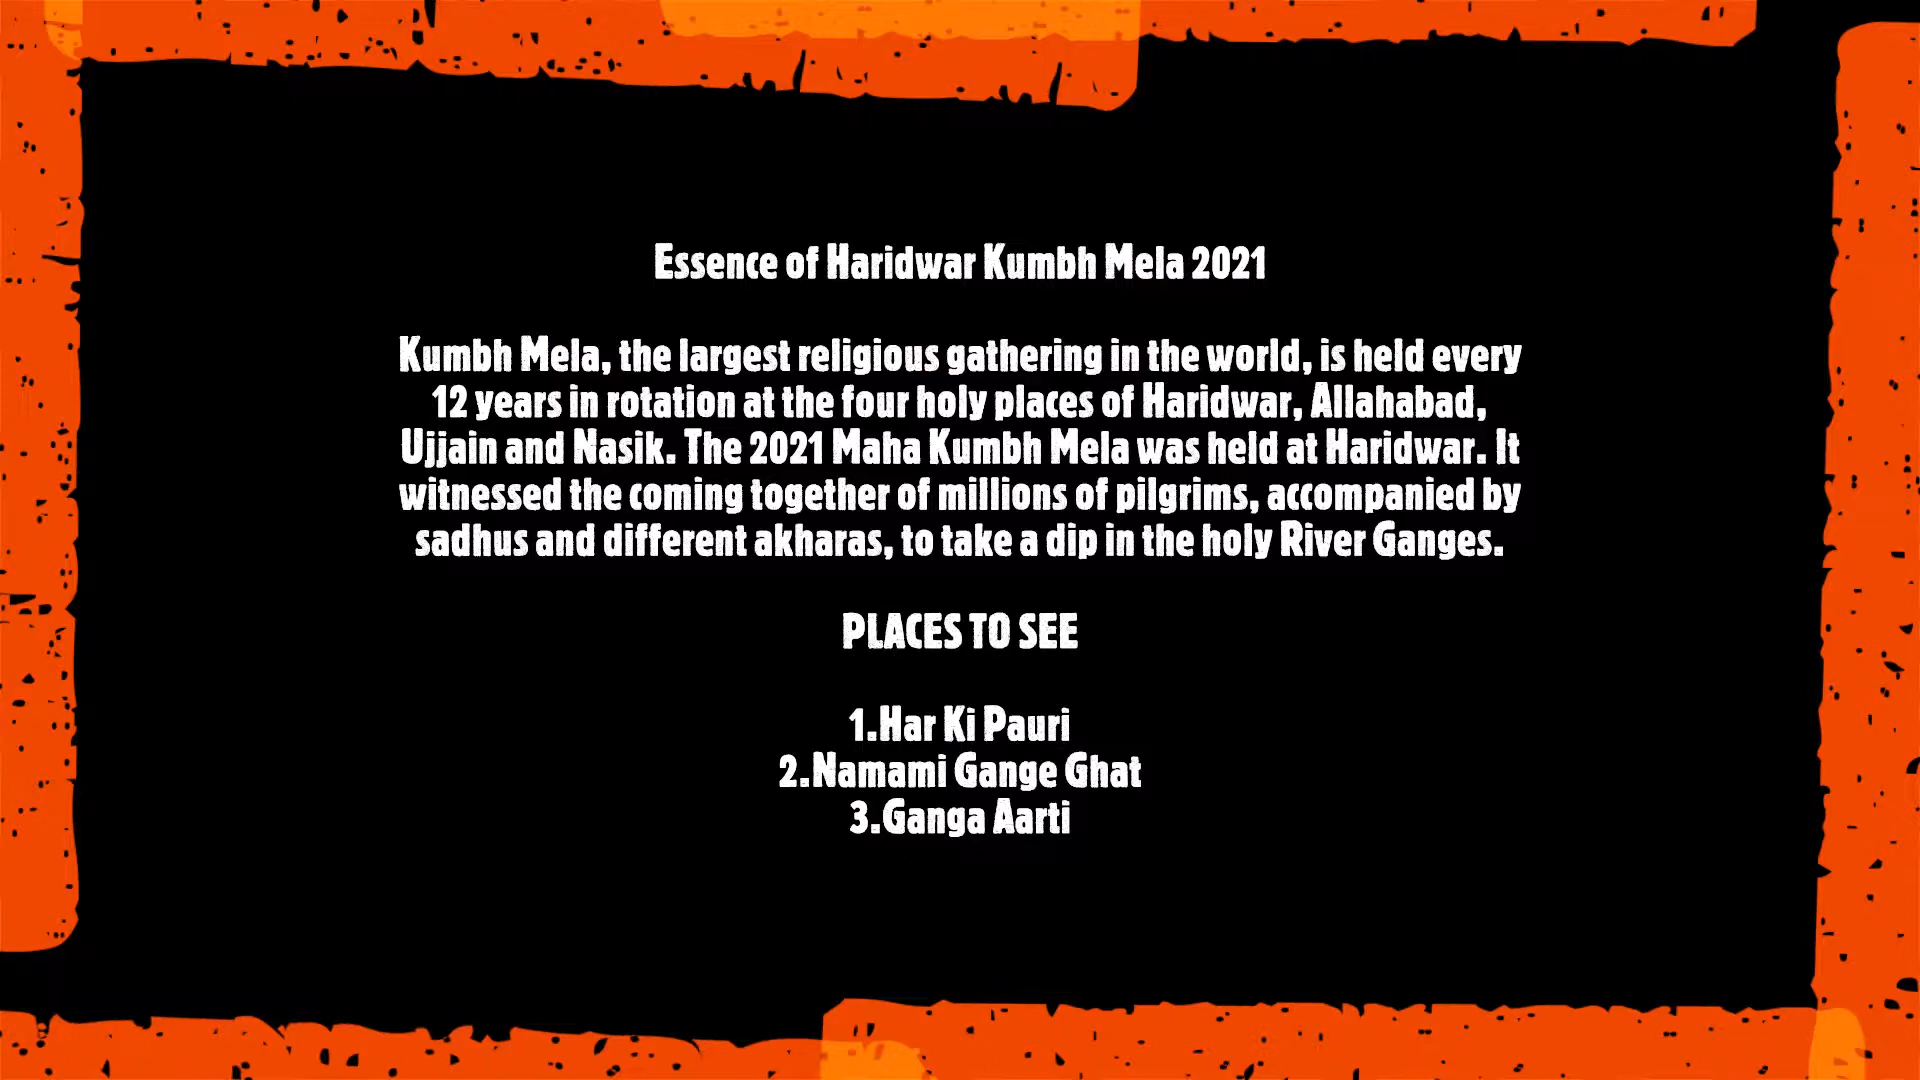 Essence of Haridwar Kumbh Mela 2021
Kumbh Mela, the largest religious gathering in the world, is held every
12 years in rotation at the four holy places of Haridwar, Allahabad,
Ujjain and Nasik. The 2021 Maha Kumbh Mela was held at Haridwar. It
witnessed the coming together of millions of pilgrims, accompanied by
sadhus and different akharas, to take a dip in the holy River Ganges.
PLACES TO SEE
1.Har Ki Pauri
2.Namami Gange Ghat
3.Ganga Aarti